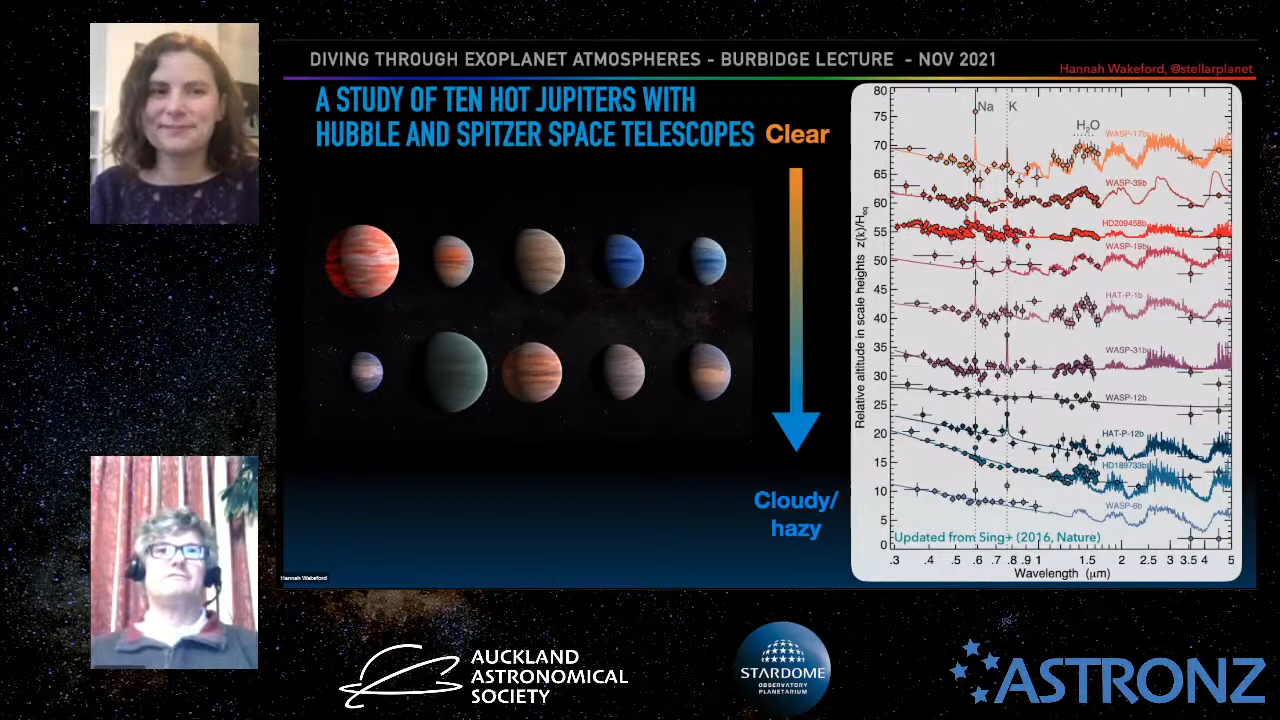 DIVING THROUGH EXOPLANET ATMOSPHERES - BURBIDGE LECTURE - NOV 2021
Hannah Wakeford, @stellarplanet
A STUDY OF TEN HOT JUPITERS WITH
HUBBLE AND SPITZER SPACE TELESCOPES
Clear
Cloudy/
hazy
Relative altitude in scale heights z(λ)/Heq
80
75
70
65
60
55
50
45
40
35
30
25
20
15
10
5
0
Na
K
H2O
WASP-17b
WASP-39b
HD209458b
WASP-19b
HAT-P-1b
WASP-31b
WASP-12b
HAT-P-12b
HD189733b
WASP-6b
Updated from Sing+ (2016, Nature)
.3 .4 .5 .6 .7 .8 .9 1 1.5 2 2.5 3 3.5 4 4.5 5
Wavelength (μm)
Hannah Wakeford
AUCKLAND
ASTRONOMICAL
SOCIETY
STARDOME
OBSERVATORY
PLANETARIUM
ASTRONZ